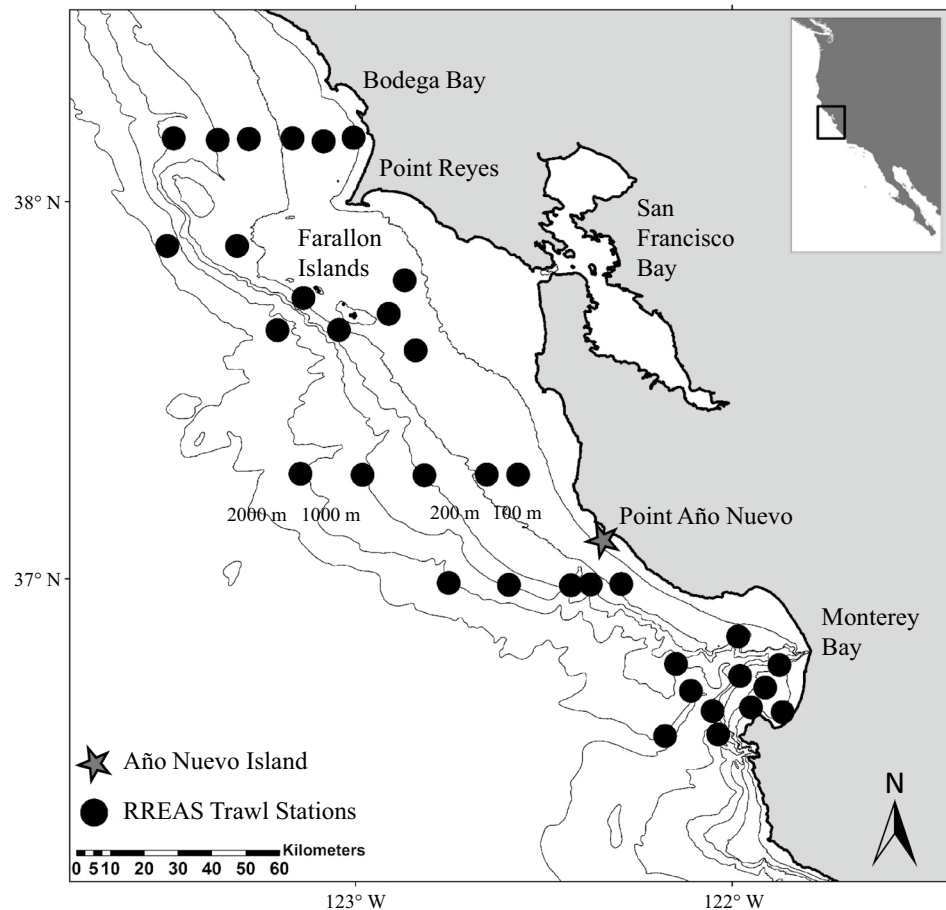 Bodega Bay
Point Reyes
38° N
San
Francisco
Bay
Farallon
Islands
2000 m
1000 m
200 m
100 m
Point Año Nuevo
37° N
Monterey
Bay
Año Nuevo Island
RREAS Trawl Stations
N
Kilometers
0 5 10 20 30 40 50 60
123° W
122° W